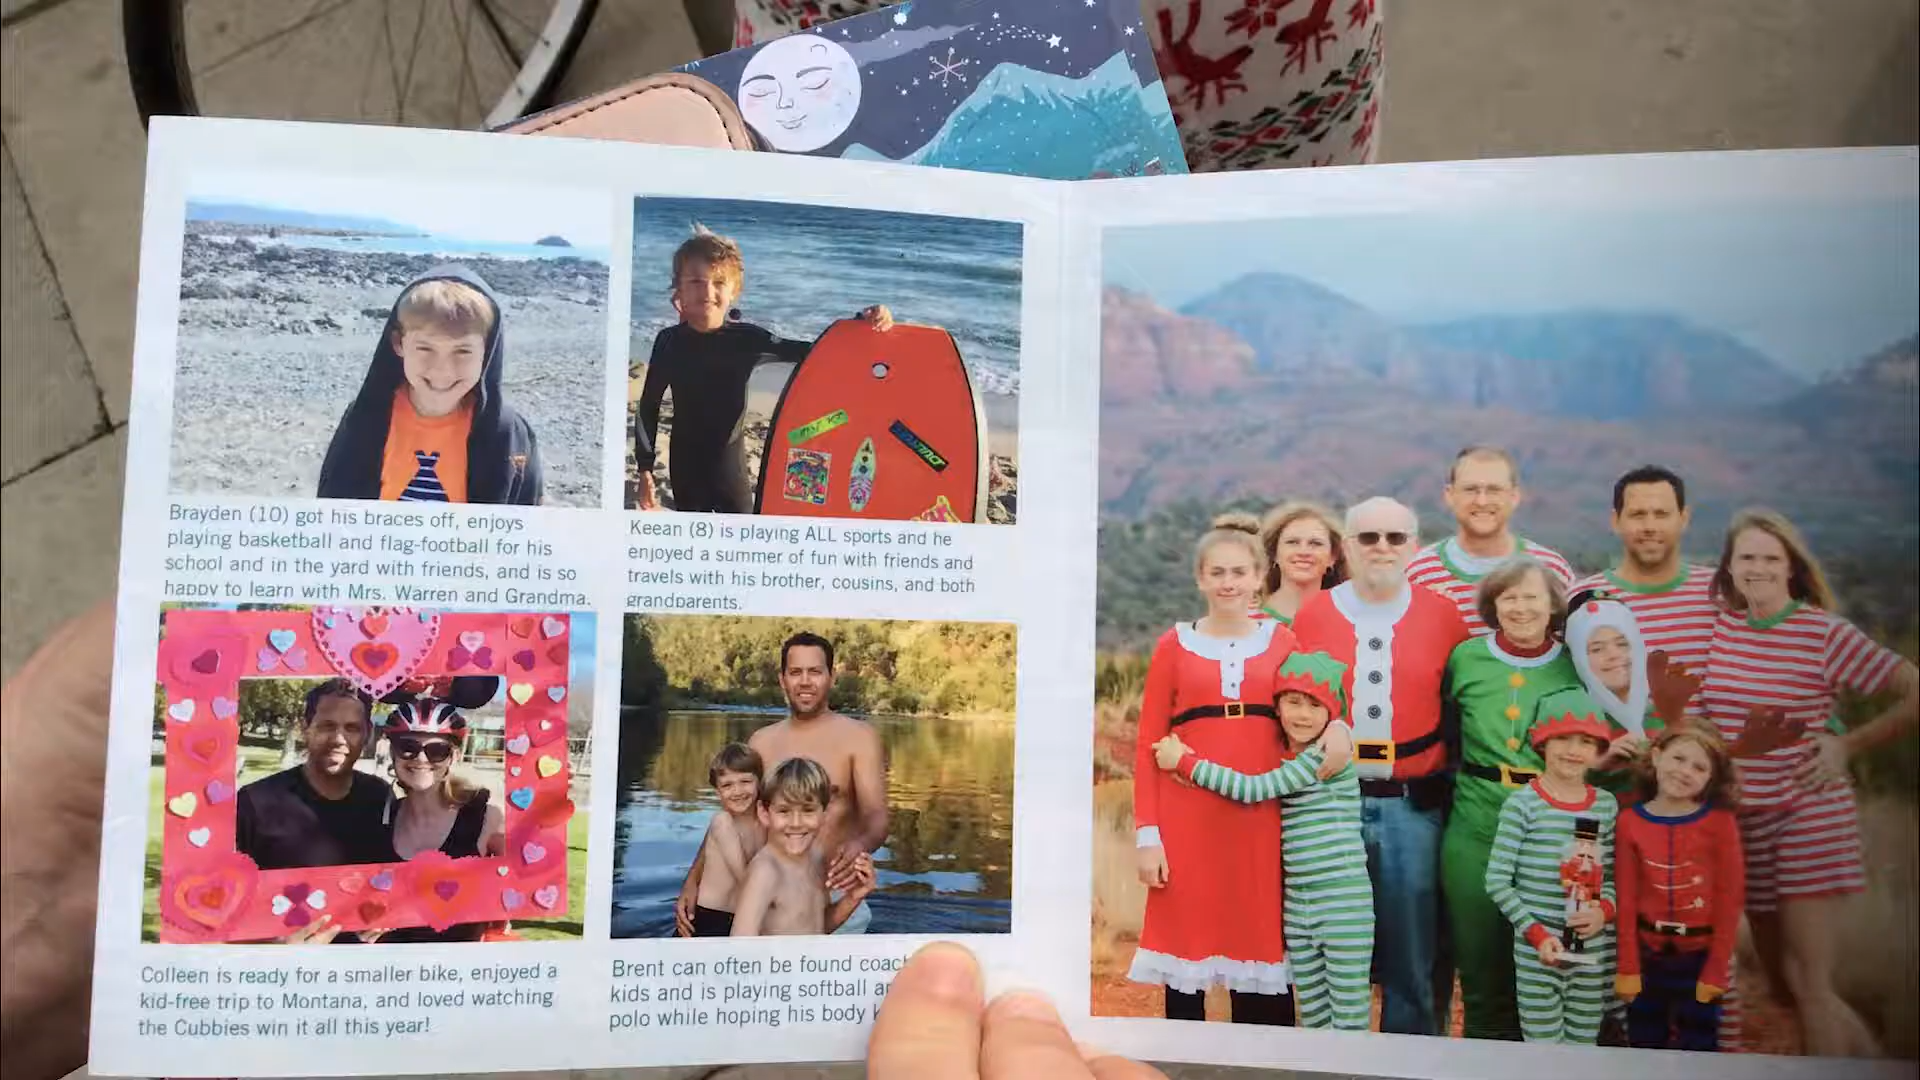 Brayden (10) got his braces off, enjoys
playing basketball and flag-football for his
school and in the yard with friends, and is so
happy to learn with Mrs. Warren and Grandma.
Keean (8) is playing ALL sports and he
enjoyed a summer of fun with friends and
travels with his brother, cousins, and both
grandparents.
Colleen is ready for a smaller bike, enjoyed a
kid-free trip to Montana, and loved watching
the Cubbies win it all this year!
Brent can often be found
kids and is playing softball
polo while hoping his body